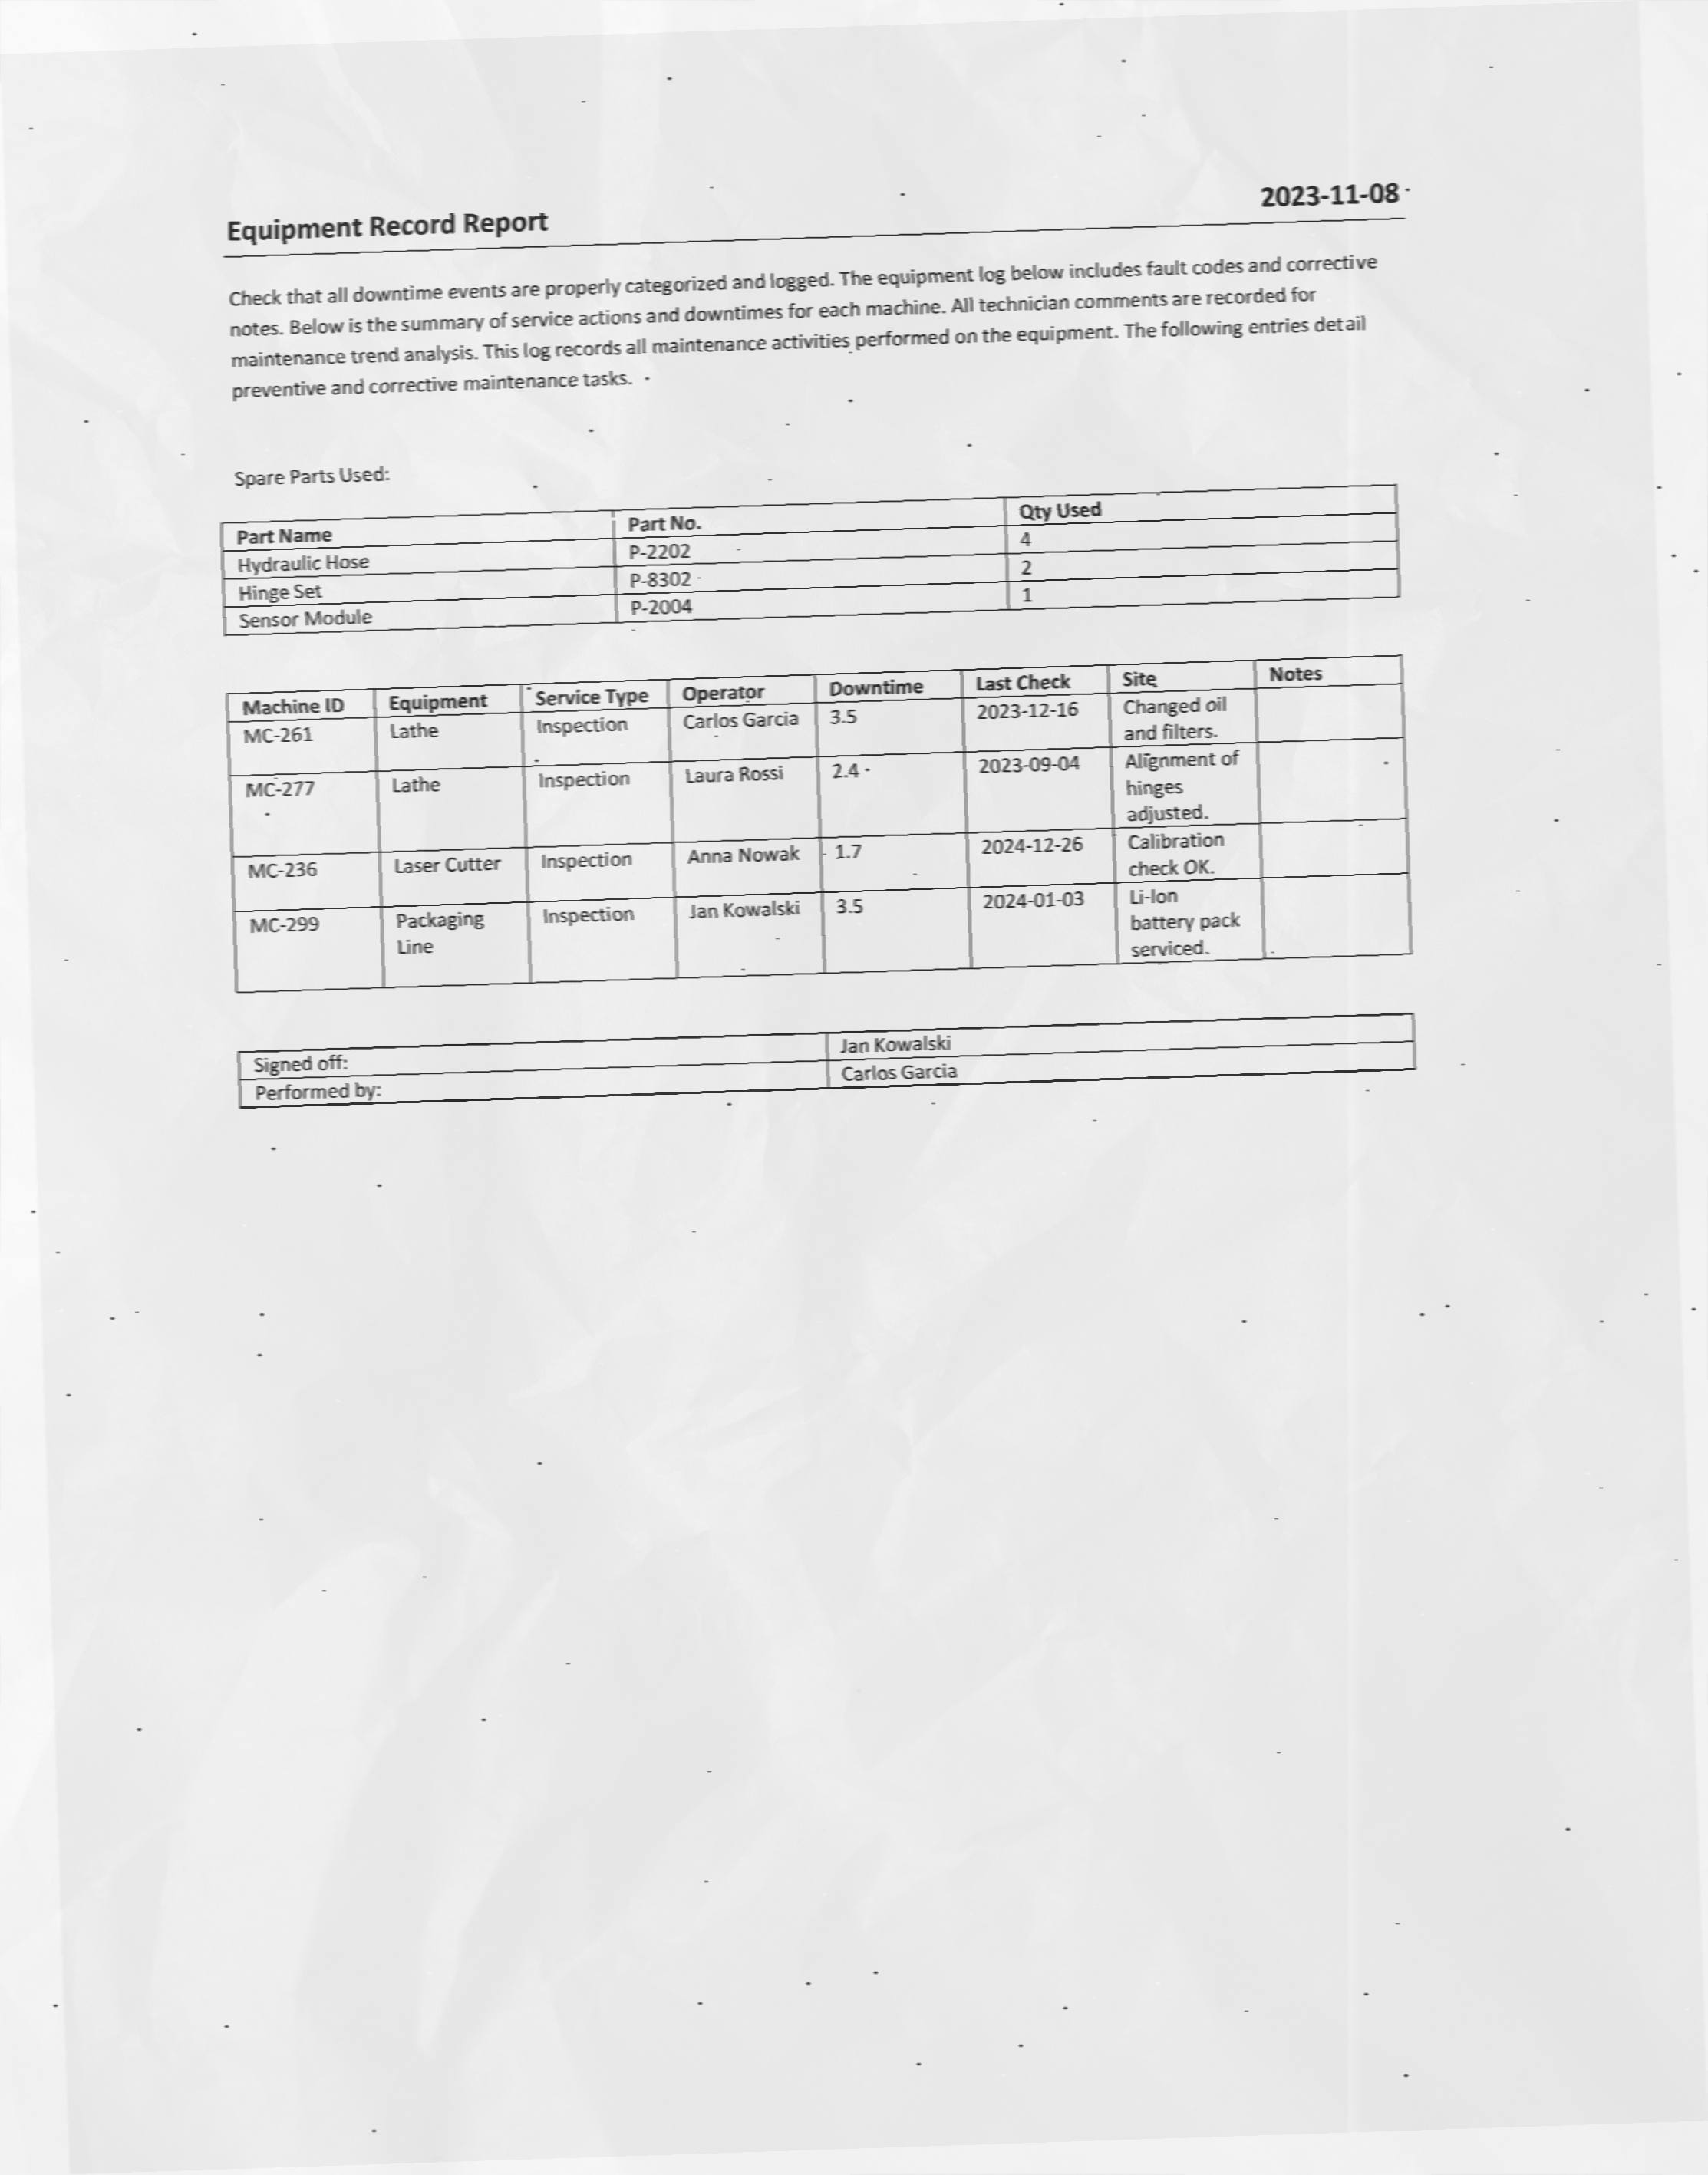 Equipment Record Report 2023-11-08
Check that all downtime events are properly categorized and logged. The equipment log below includes fault codes and corrective
notes. Below is the summary of service actions and downtimes for each machine. All technician comments are recorded for
maintenance trend analysis. This log records all maintenance activities performed on the equipment. The following entries detail
preventive and corrective maintenance tasks.
Spare Parts Used:
Part Name Part No. Qty Used
Hydraulic Hose P-2202 4
Hinge Set P-8302 2
Sensor Module P-2004 1
Machine ID Equipment Service Type Operator Downtime Last Check Site Notes
MC-261 Lathe Inspection Carlos Garcia 3.5 2023-12-16 Changed oil
and filters.
MC-277 Lathe Inspection Laura Rossi 2.4 2023-09-04 Alignment of
hinges
adjusted.
MC-236 Laser Cutter Inspection Anna Nowak 1.7 2024-12-26 Calibration
check OK.
MC-299 Packaging Inspection Jan Kowalski 3.5 2024-01-03 Li-Ion
Line battery pack
serviced.
Signed off: Jan Kowalski
Performed by: Carlos Garcia